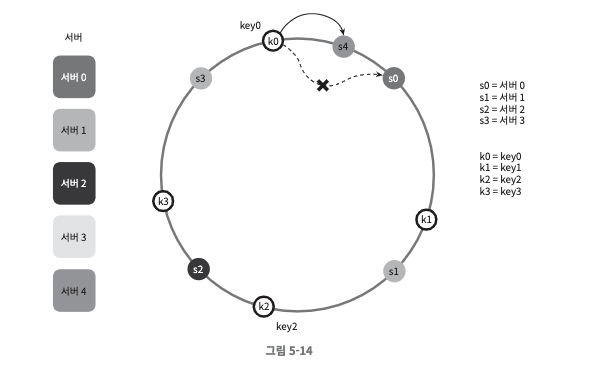 서버
서버 0
서버 1
서버 2
서버 3
서버 4
key0
k0
s4
s3
s0
k3
k1
s2
s1
k2
key2
s0 = 서버 0
s1 = 서버 1
s2 = 서버 2
s3 = 서버 3
k0 = key0
k1 = key1
k2 = key2
k3 = key3
그림 5-14